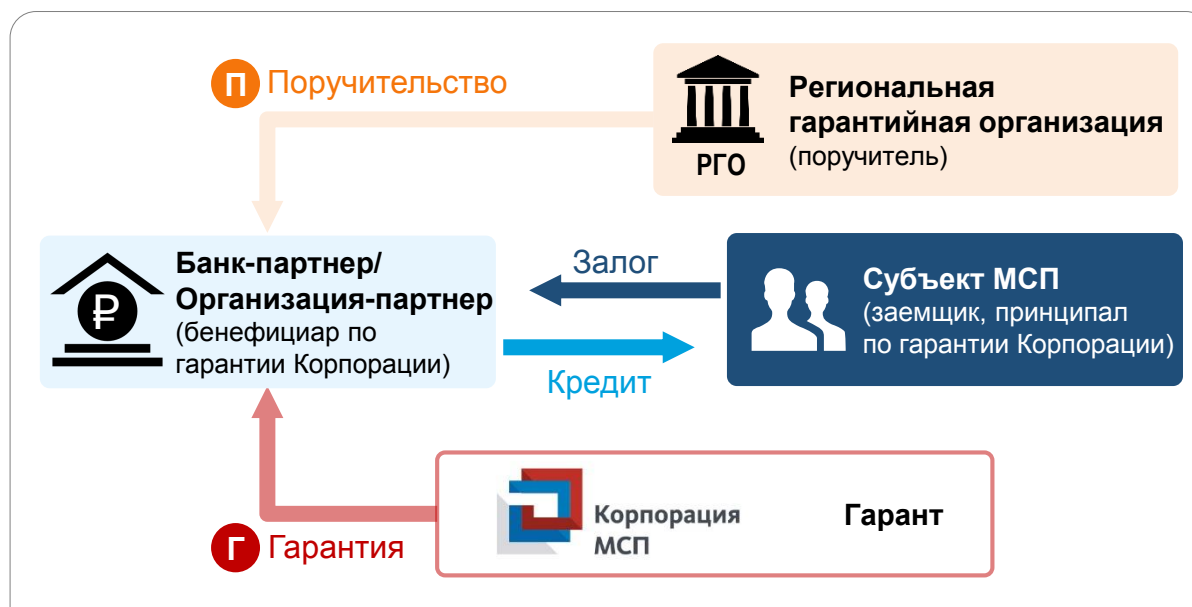 П Поручительство
Региональная
гарантийная организация
(поручитель)
РГО
Банк-партнер/
Организация-партнер
(бенефициар по
гарантии Корпорации)
₽
Залог
Кредит
Субъект МСП
(заемщик, принципал
по гарантии Корпорации)
Корпорация
МСП
Гарант
Г Гарантия